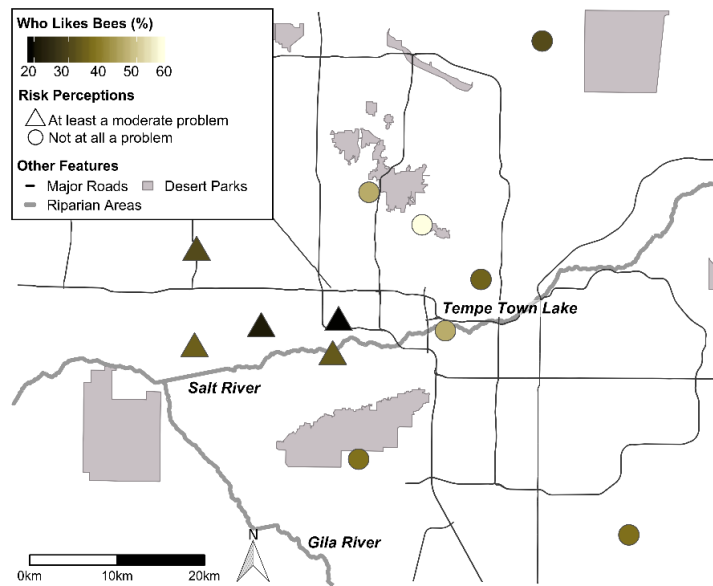 Who Likes Bees (%)
20 30 40 50 60
Risk Perceptions
At least a moderate problem
Not at all a problem
Other Features
Major Roads Desert Parks
Riparian Areas
Tempe Town Lake
Salt River
Gila River
N
0km 10km 20km